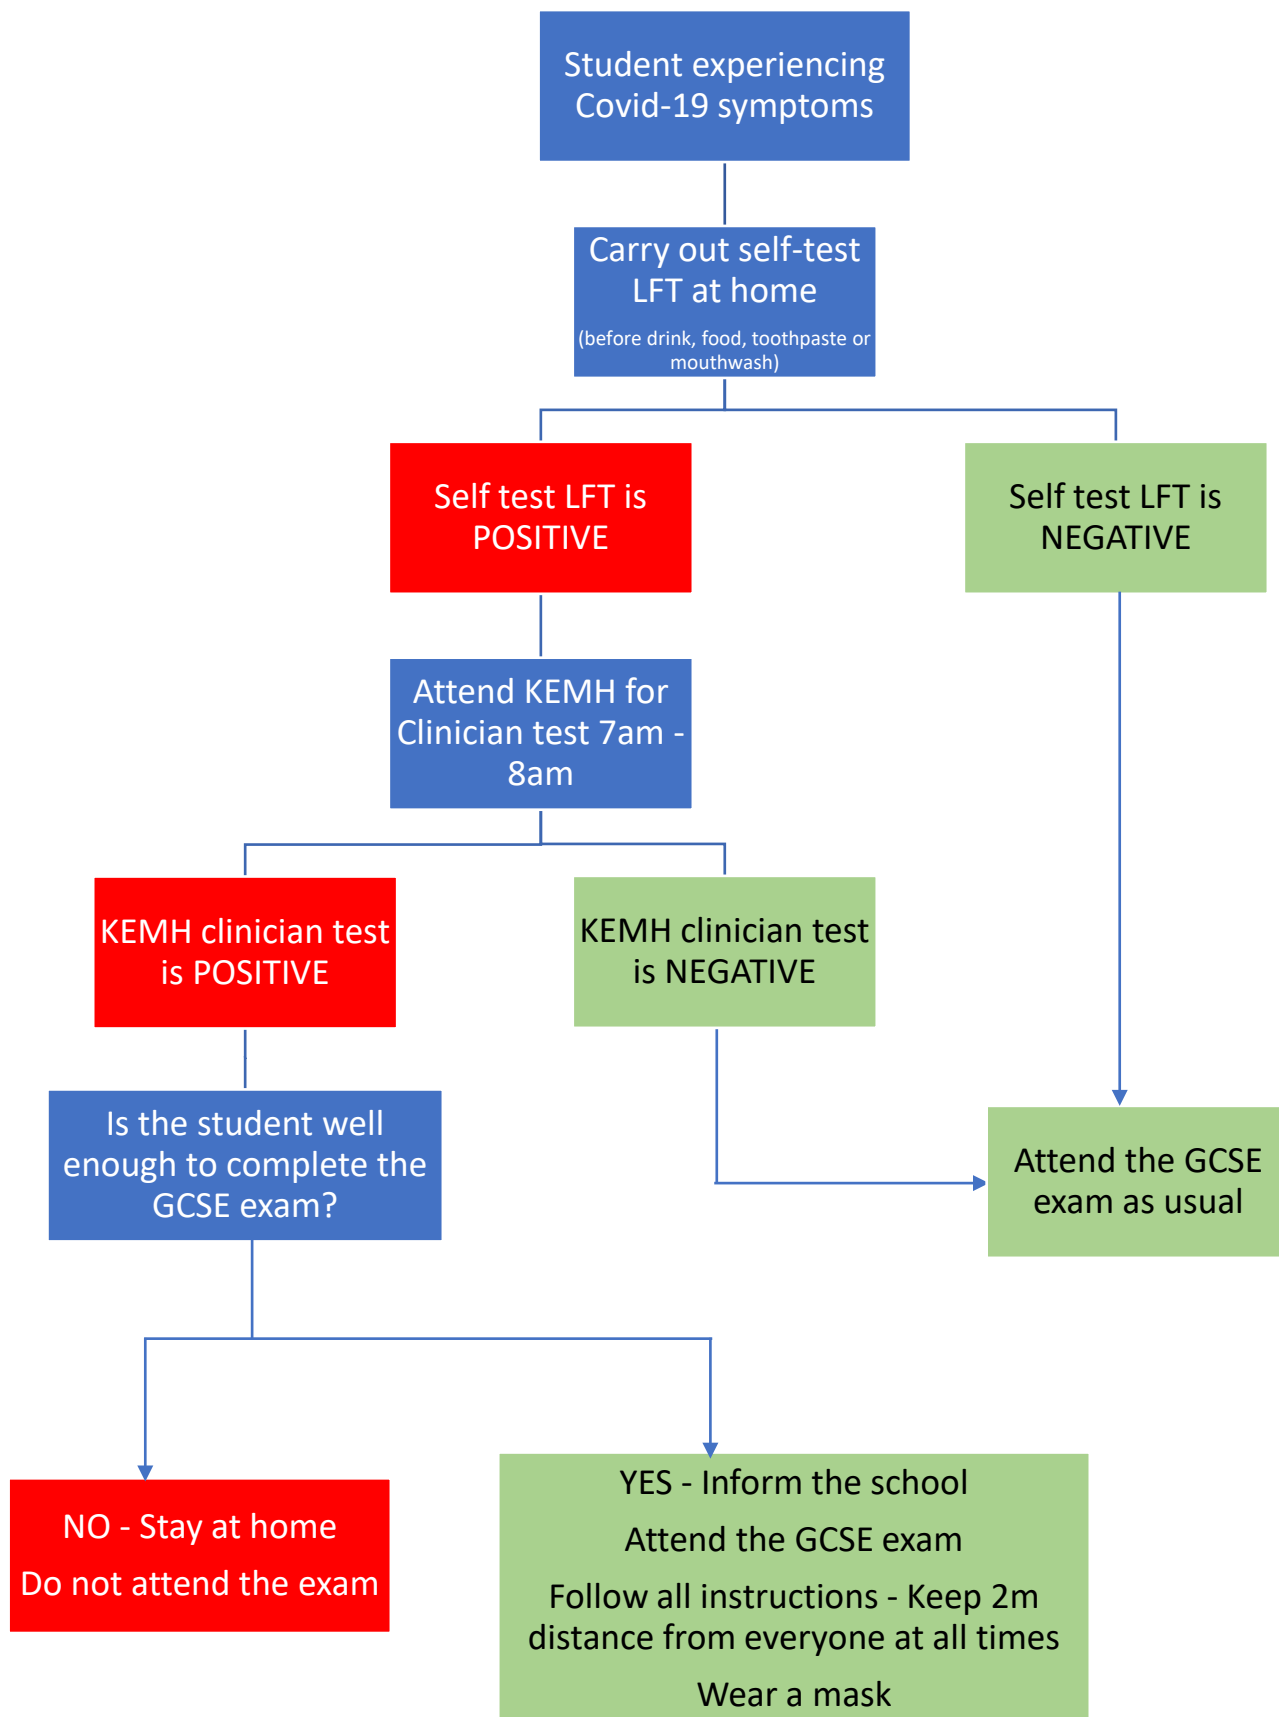 Student experiencing
Covid-19 symptoms
Carry out self-test
LFT at home
(before drink, food, toothpaste or
mouthwash)
Self test LFT is
POSITIVE
Self test LFT is
NEGATIVE
Attend KEMH for
Clinician test 7am -
8am
KEMH clinician test
is POSITIVE
KEMH clinician test
is NEGATIVE
Is the student well
enough to complete the
GCSE exam?
Attend the GCSE
exam as usual
NO - Stay at home
Do not attend the exam
YES - Inform the school
Attend the GCSE exam
Follow all instructions - Keep 2m
distance from everyone at all times
Wear a mask